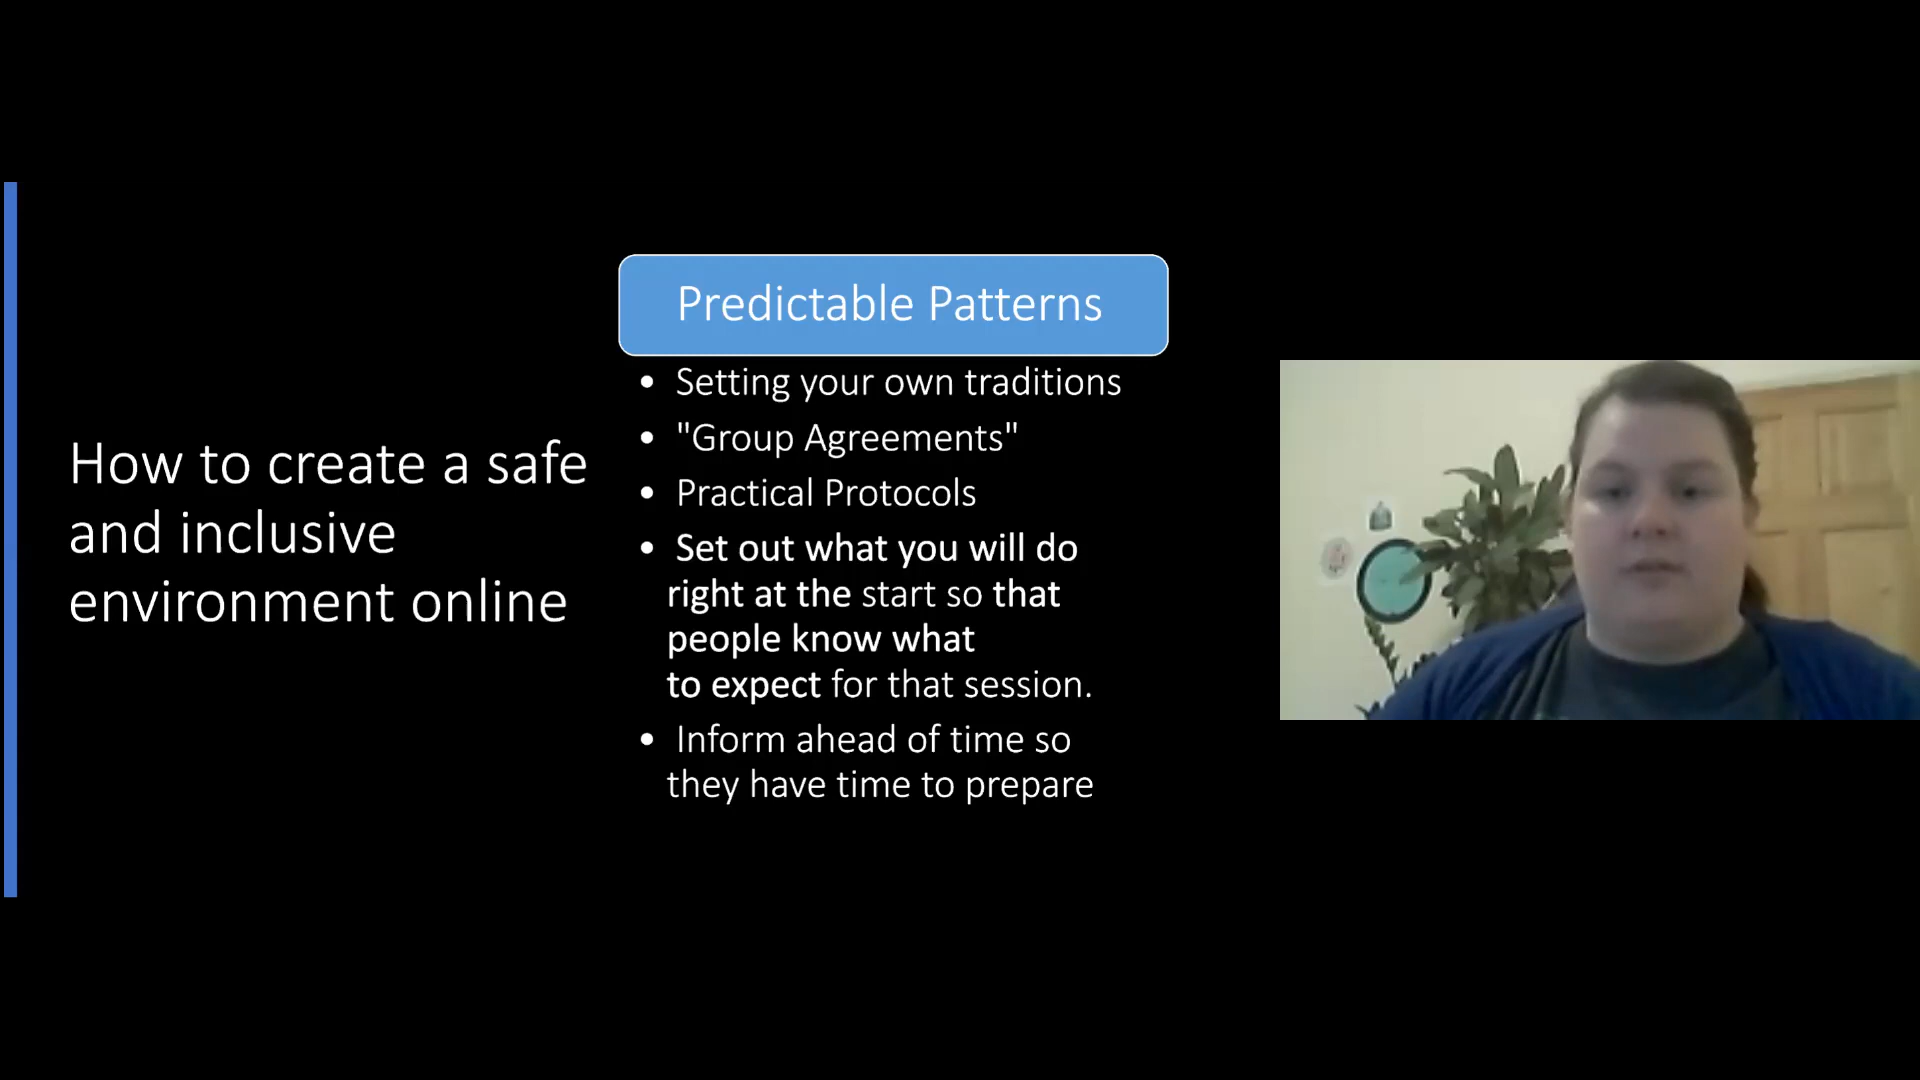 How to create a safe
and inclusive
environment online
Predictable Patterns
• Setting your own traditions
• "Group Agreements"
• Practical Protocols
• Set out what you will do
right at the start so that
people know what
to expect for that session.
• Inform ahead of time so
they have time to prepare